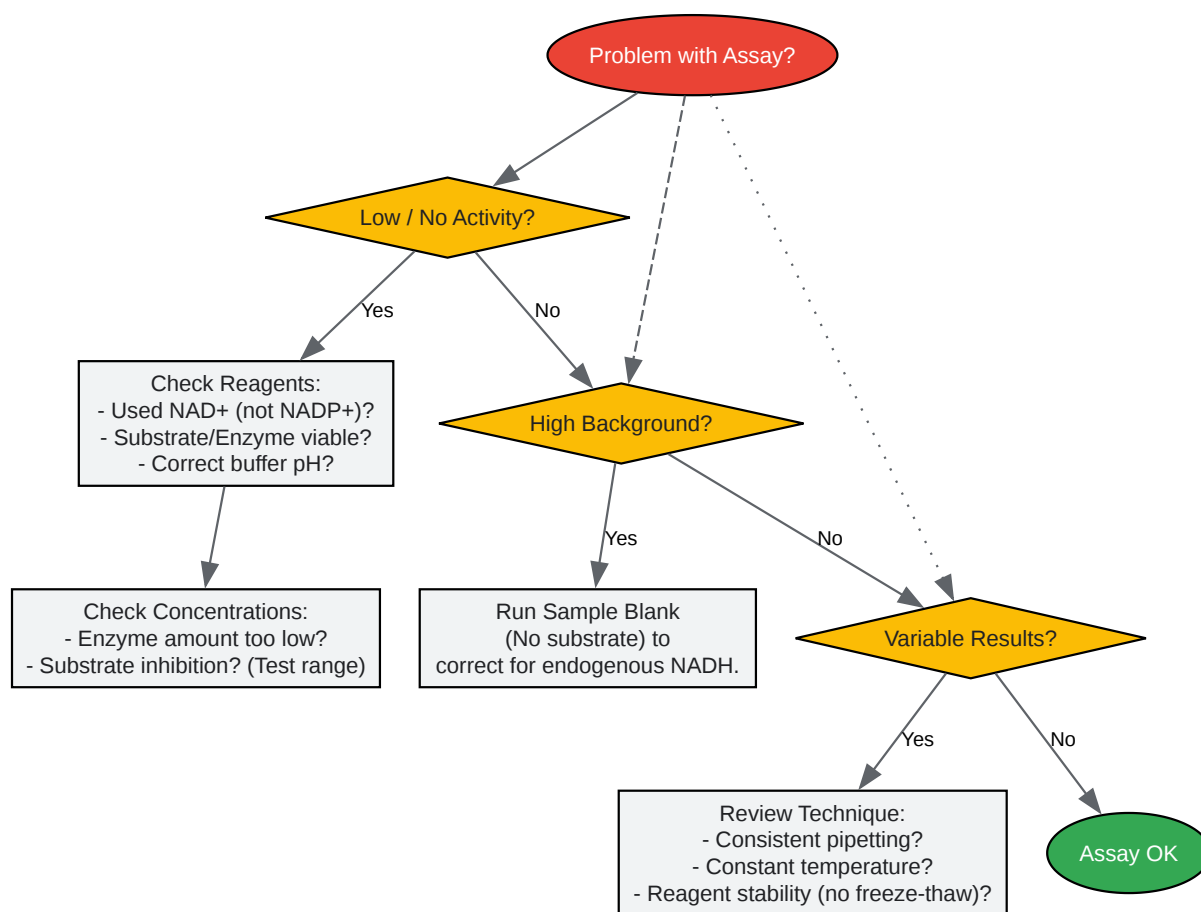 Problem with Assay?
Low / No Activity?
Yes
No
Check Reagents:
- Used NAD+ (not NADP+)?
- Substrate/Enzyme viable?
- Correct buffer pH?
High Background?
Yes
No
Check Concentrations:
- Enzyme amount too low?
- Substrate inhibition? (Test range)
Run Sample Blank
(No substrate) to
correct for endogenous NADH.
Variable Results?
Yes
No
Review Technique:
- Consistent pipetting?
- Constant temperature?
- Reagent stability (no freeze-thaw)?
Assay OK